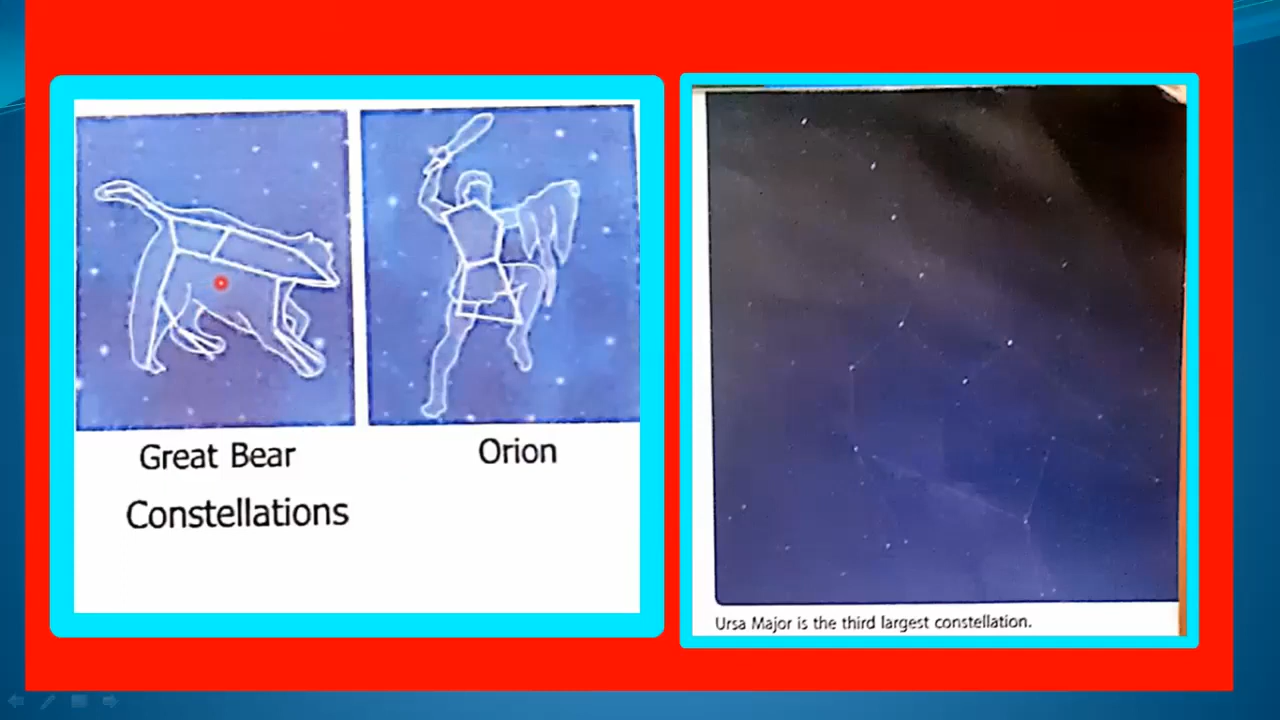 Great Bear
Orion
Constellations
Ursa Major is the third largest constellation.